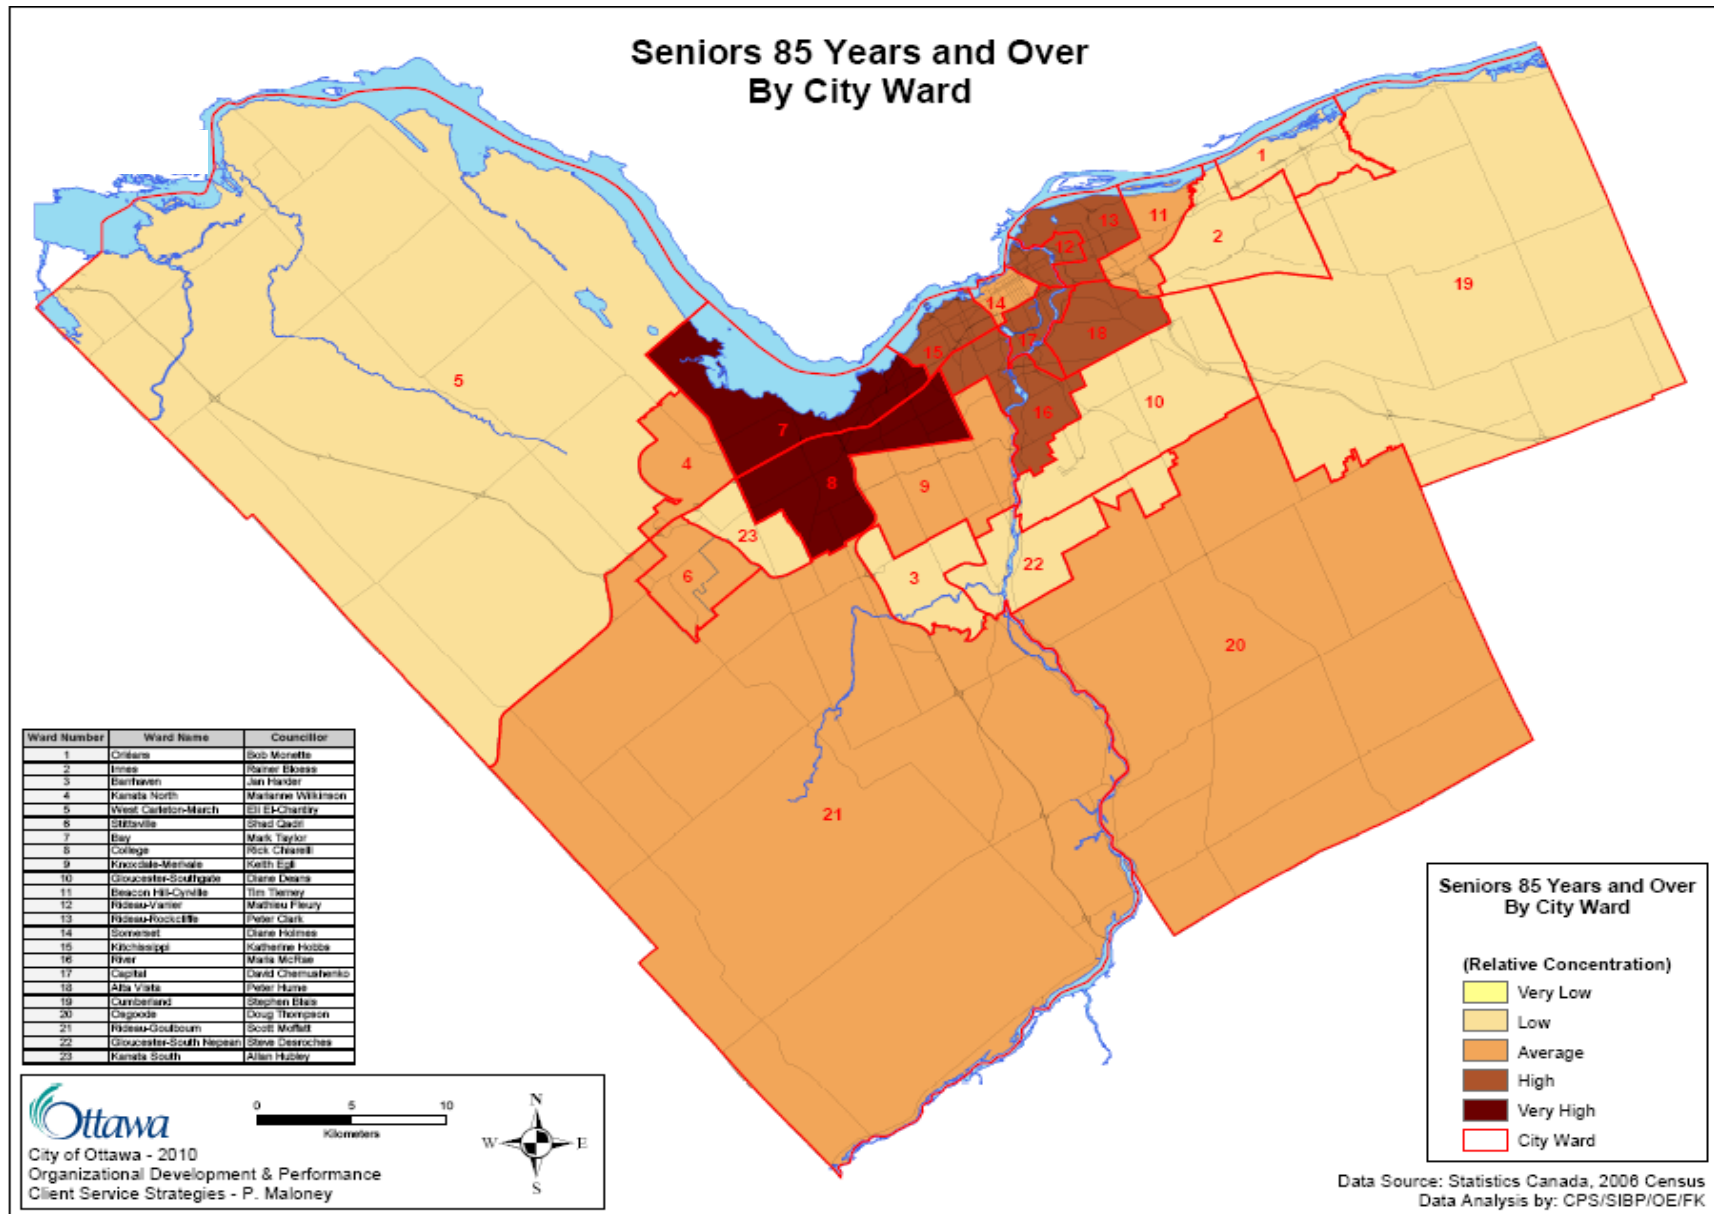 Seniors 85 Years and Over
By City Ward
1
13
11
2
12
19
14
18
17
15
5
10
16
7
4
8
9
23
22
6
3
20
21
Ward Number Ward Name Councillor
1 Orléans Bob Monette
2 Innes Rainer Bloess
3 Barrhaven Jan Harder
4 Kanata North Marianne Wilkinson
5 West Carleton-March Eli El-Chantiry
6 Stittsville Shad Qadri
7 Bay Mark Taylor
8 College Rick Chiarelli
9 Knoxdale-Merivale Keith Egli
10 Gloucester-Southgate Diane Deans
11 Beacon Hill-Cyrville Tim Tierney
12 Rideau-Vanier Mathieu Fleury
13 Rideau-Rockcliffe Peter Clark
14 Somerset Diane Holmes
15 Kitchissippi Katherine Hobbs
16 River Maria McRae
17 Capital David Chernushenko
18 Alta Vista Peter Hume
19 Cumberland Stephen Blais
20 Osgoode Doug Thompson
21 Rideau-Goulbourn Scott Moffatt
22 Gloucester-South Nepean Steve Desroches
23 Kanata South Allan Hubley
Seniors 85 Years and Over
By City Ward
(Relative Concentration)
Very Low
Low
Average
High
Very High
City Ward
Ottawa
0 5 10
Kilometers
N
W E
S
City of Ottawa - 2010
Organizational Development & Performance
Client Service Strategies - P. Maloney
Data Source: Statistics Canada, 2006 Census
Data Analysis by: CPS/SIBP/OE/FK